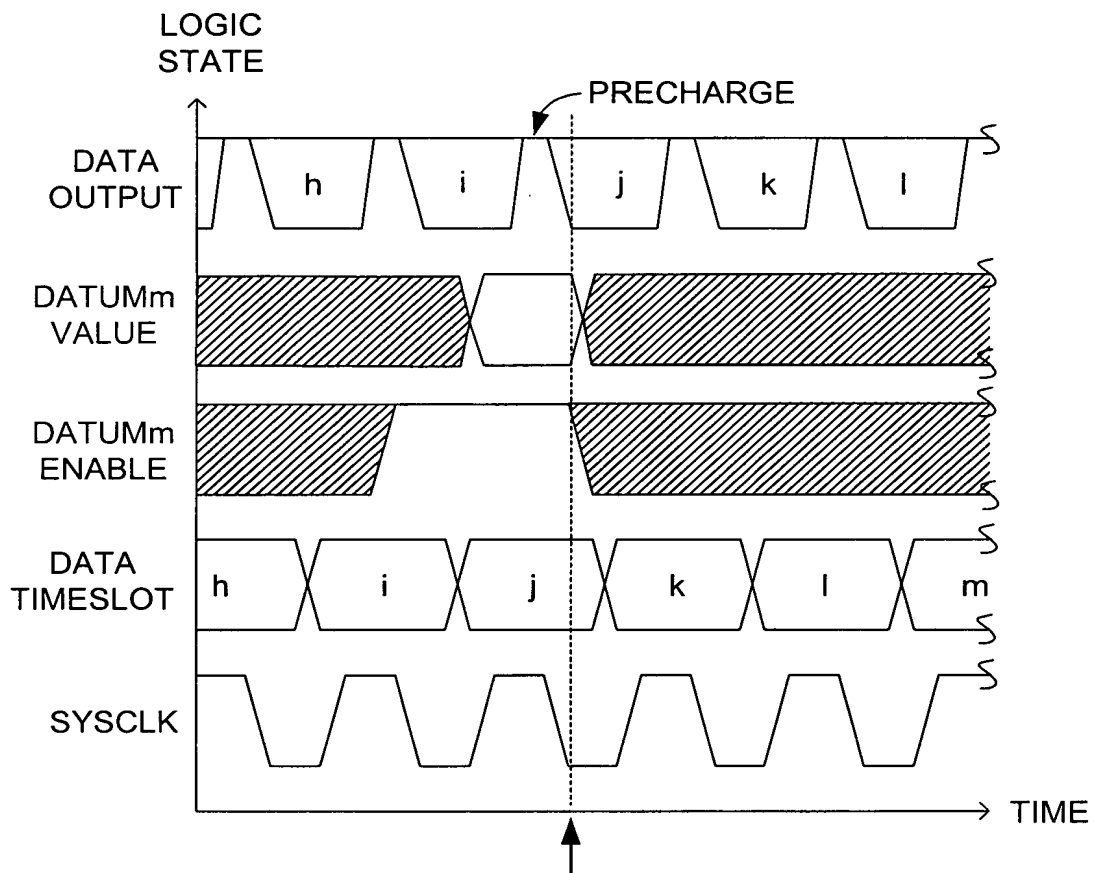 LOGIC
STATE
PRECHARGE
DATA
OUTPUT
h i j k l
DATUMm
VALUE
DATUMm
ENABLE
DATA
TIMESLOT
h i j k l m
SYSCLK
TIME